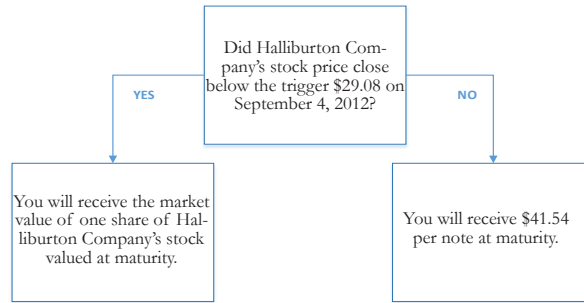 Did Halliburton Com-
pany's stock price close
below the trigger $29.08 on
September 4, 2012?
YES
NO
You will receive the market
value of one share of Hal-
liburton Company's stock
valued at maturity.
You will receive $41.54
per note at maturity.